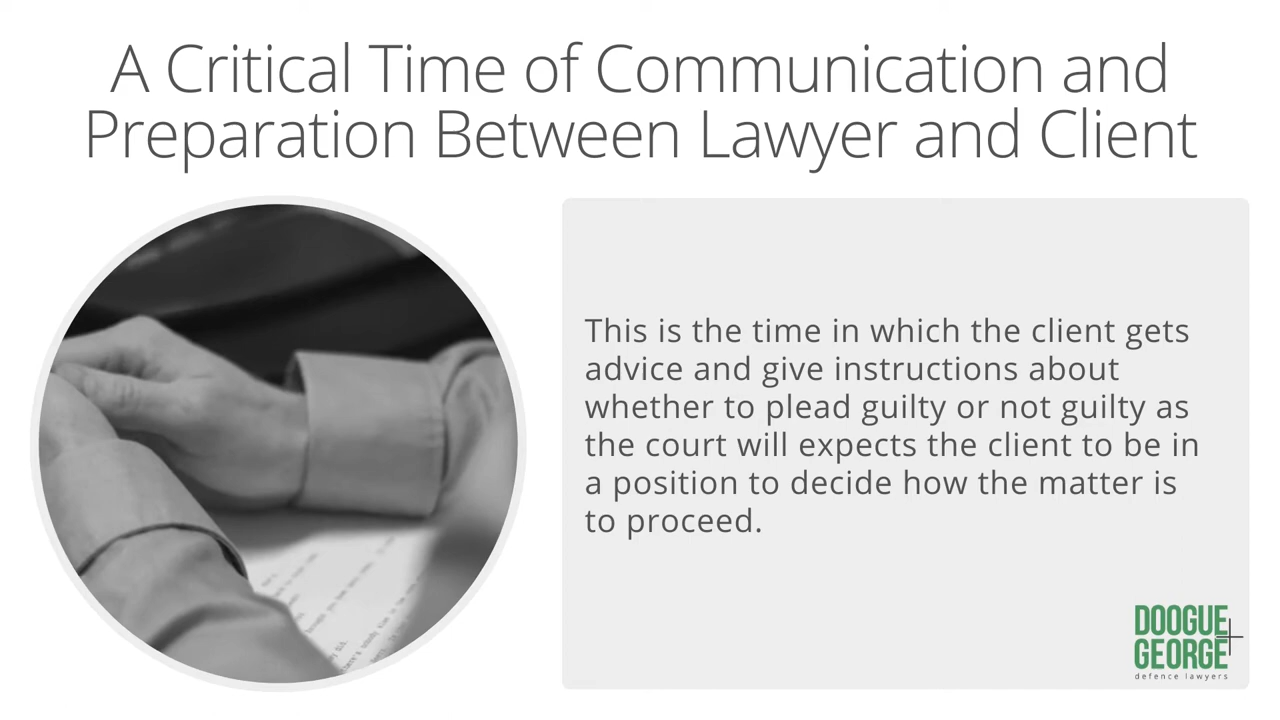 A Critical Time of Communication and
Preparation Between Lawyer and Client
This is the time in which the client gets
advice and give instructions about
whether to plead guilty or not guilty as
the court will expects the client to be in
a position to decide how the matter is
to proceed.
DOOGUE
GEORGE
defence lawyers